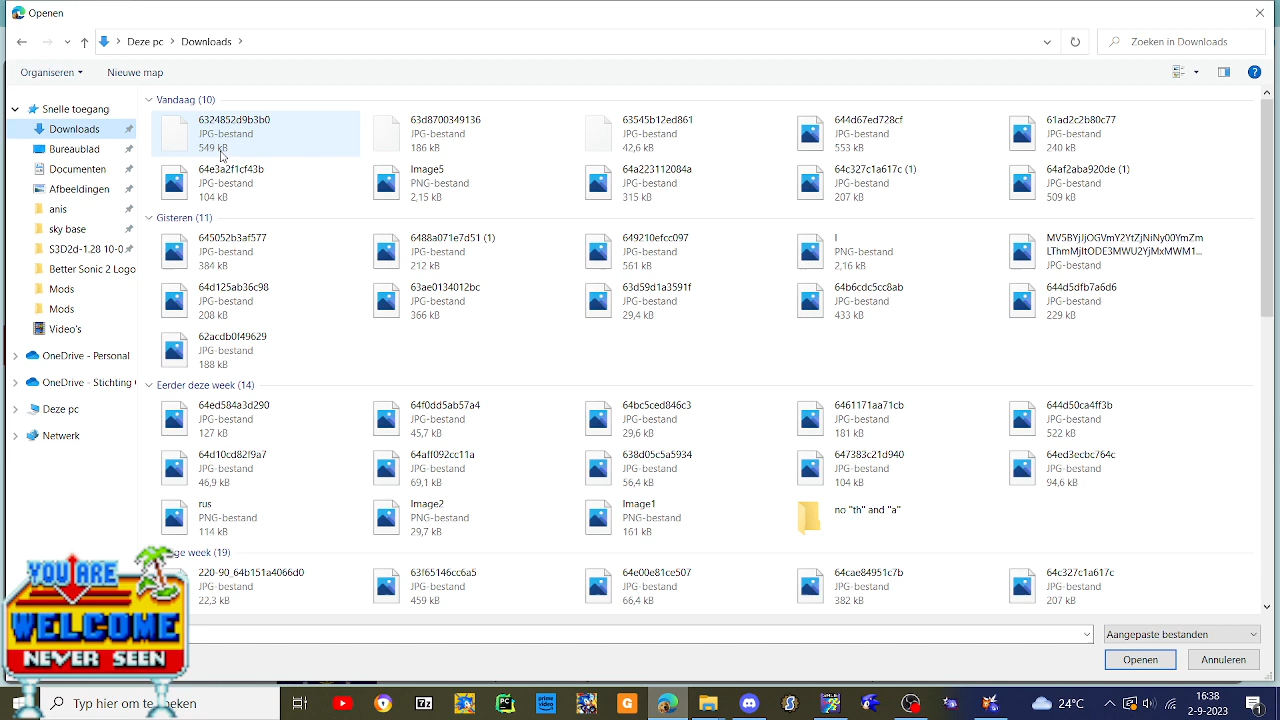 Openen
Deze pc > Downloads >
Zoeken in Downloads
Organiseren
Nieuwe map
Snelle toegang
Downloads
Bureaublad
Documenten
Afbeeldingen
anis
sky base
S3D2d-1.28 10-0
Better Sonic 2 Logo
Mods
Mods
Video's
OneDrive - Personal
OneDrive - Stichting
Deze pc
Netwerk
Vandaag (10)
6324852d9b3b0
JPG-bestand
549 kB
63d8700349136
JPG-bestand
186 kB
63545b12ed861
JPG-bestand
42,6 kB
644d67ed728cf
JPG-bestand
553 kB
61ad2c2b80c77
JPG-bestand
240 kB
64e3a2f1cf43b
JPG-bestand
104 kB
Image5
PNG-bestand
2,15 kB
64a223112084a
JPG-bestand
315 kB
64c327dcb617c (1)
JPG-bestand
207 kB
64af2aba920de (1)
JPG-bestand
509 kB
Gisteren (11)
645052b3af577
JPG-bestand
384 kB
6488a071e7d51 (1)
JPG-bestand
212 kB
649210efcc097
JPG-bestand
561 kB
PNG-bestand
2,16 kB
JPG-bestand
64d125ab36c98
JPG-bestand
208 kB
63ae0134012bc
JPG-bestand
366 kB
63d59d1a3591f
JPG-bestand
29,4 kB
64b6cdc5cc8ab
JPG-bestand
433 kB
644d5dfb7a6d6
JPG-bestand
229 kB
62acdb0f49629
JPG-bestand
188 kB
Eerder deze week (14)
64ed584a3d290
JPG-bestand
127 kB
64f0dd5ab57a4
JPG-bestand
45,7 kB
64bc5ced846c3
JPG-bestand
29,6 kB
6461171aa71cb
JPG-bestand
181 kB
644d50ca4ff3b
JPG-bestand
522 kB
64d10cd82f9a7
JPG-bestand
46,9 kB
64aff092cc11a
JPG-bestand
69,1 kB
638d05c5a5934
JPG-bestand
56,4 kB
647383c21d940
JPG-bestand
104 kB
64ed3ecbc764c
JPG-bestand
94,6 kB
rus
PNG-bestand
114 kB
Image2
PNG-bestand
29,7 kB
Image1
PNG-bestand
161 kB
no "th" and "a"
ge week (19)
220-90_64b151a4066d0
JPG-bestand
22,3 kB
63f65146cc6a5
JPG-bestand
459 kB
64e00e81ce507
JPG-bestand
66,4 kB
64cae84951c7b
JPG-bestand
382 kB
64c327c1ab17c
JPG-bestand
207 kB
YOU ARE
WELCOME
NEVER SEEN
Aangepaste bestanden
Openen
Annuleren
Typ hier om te zoeken
24°C
16:38
2-9-2023